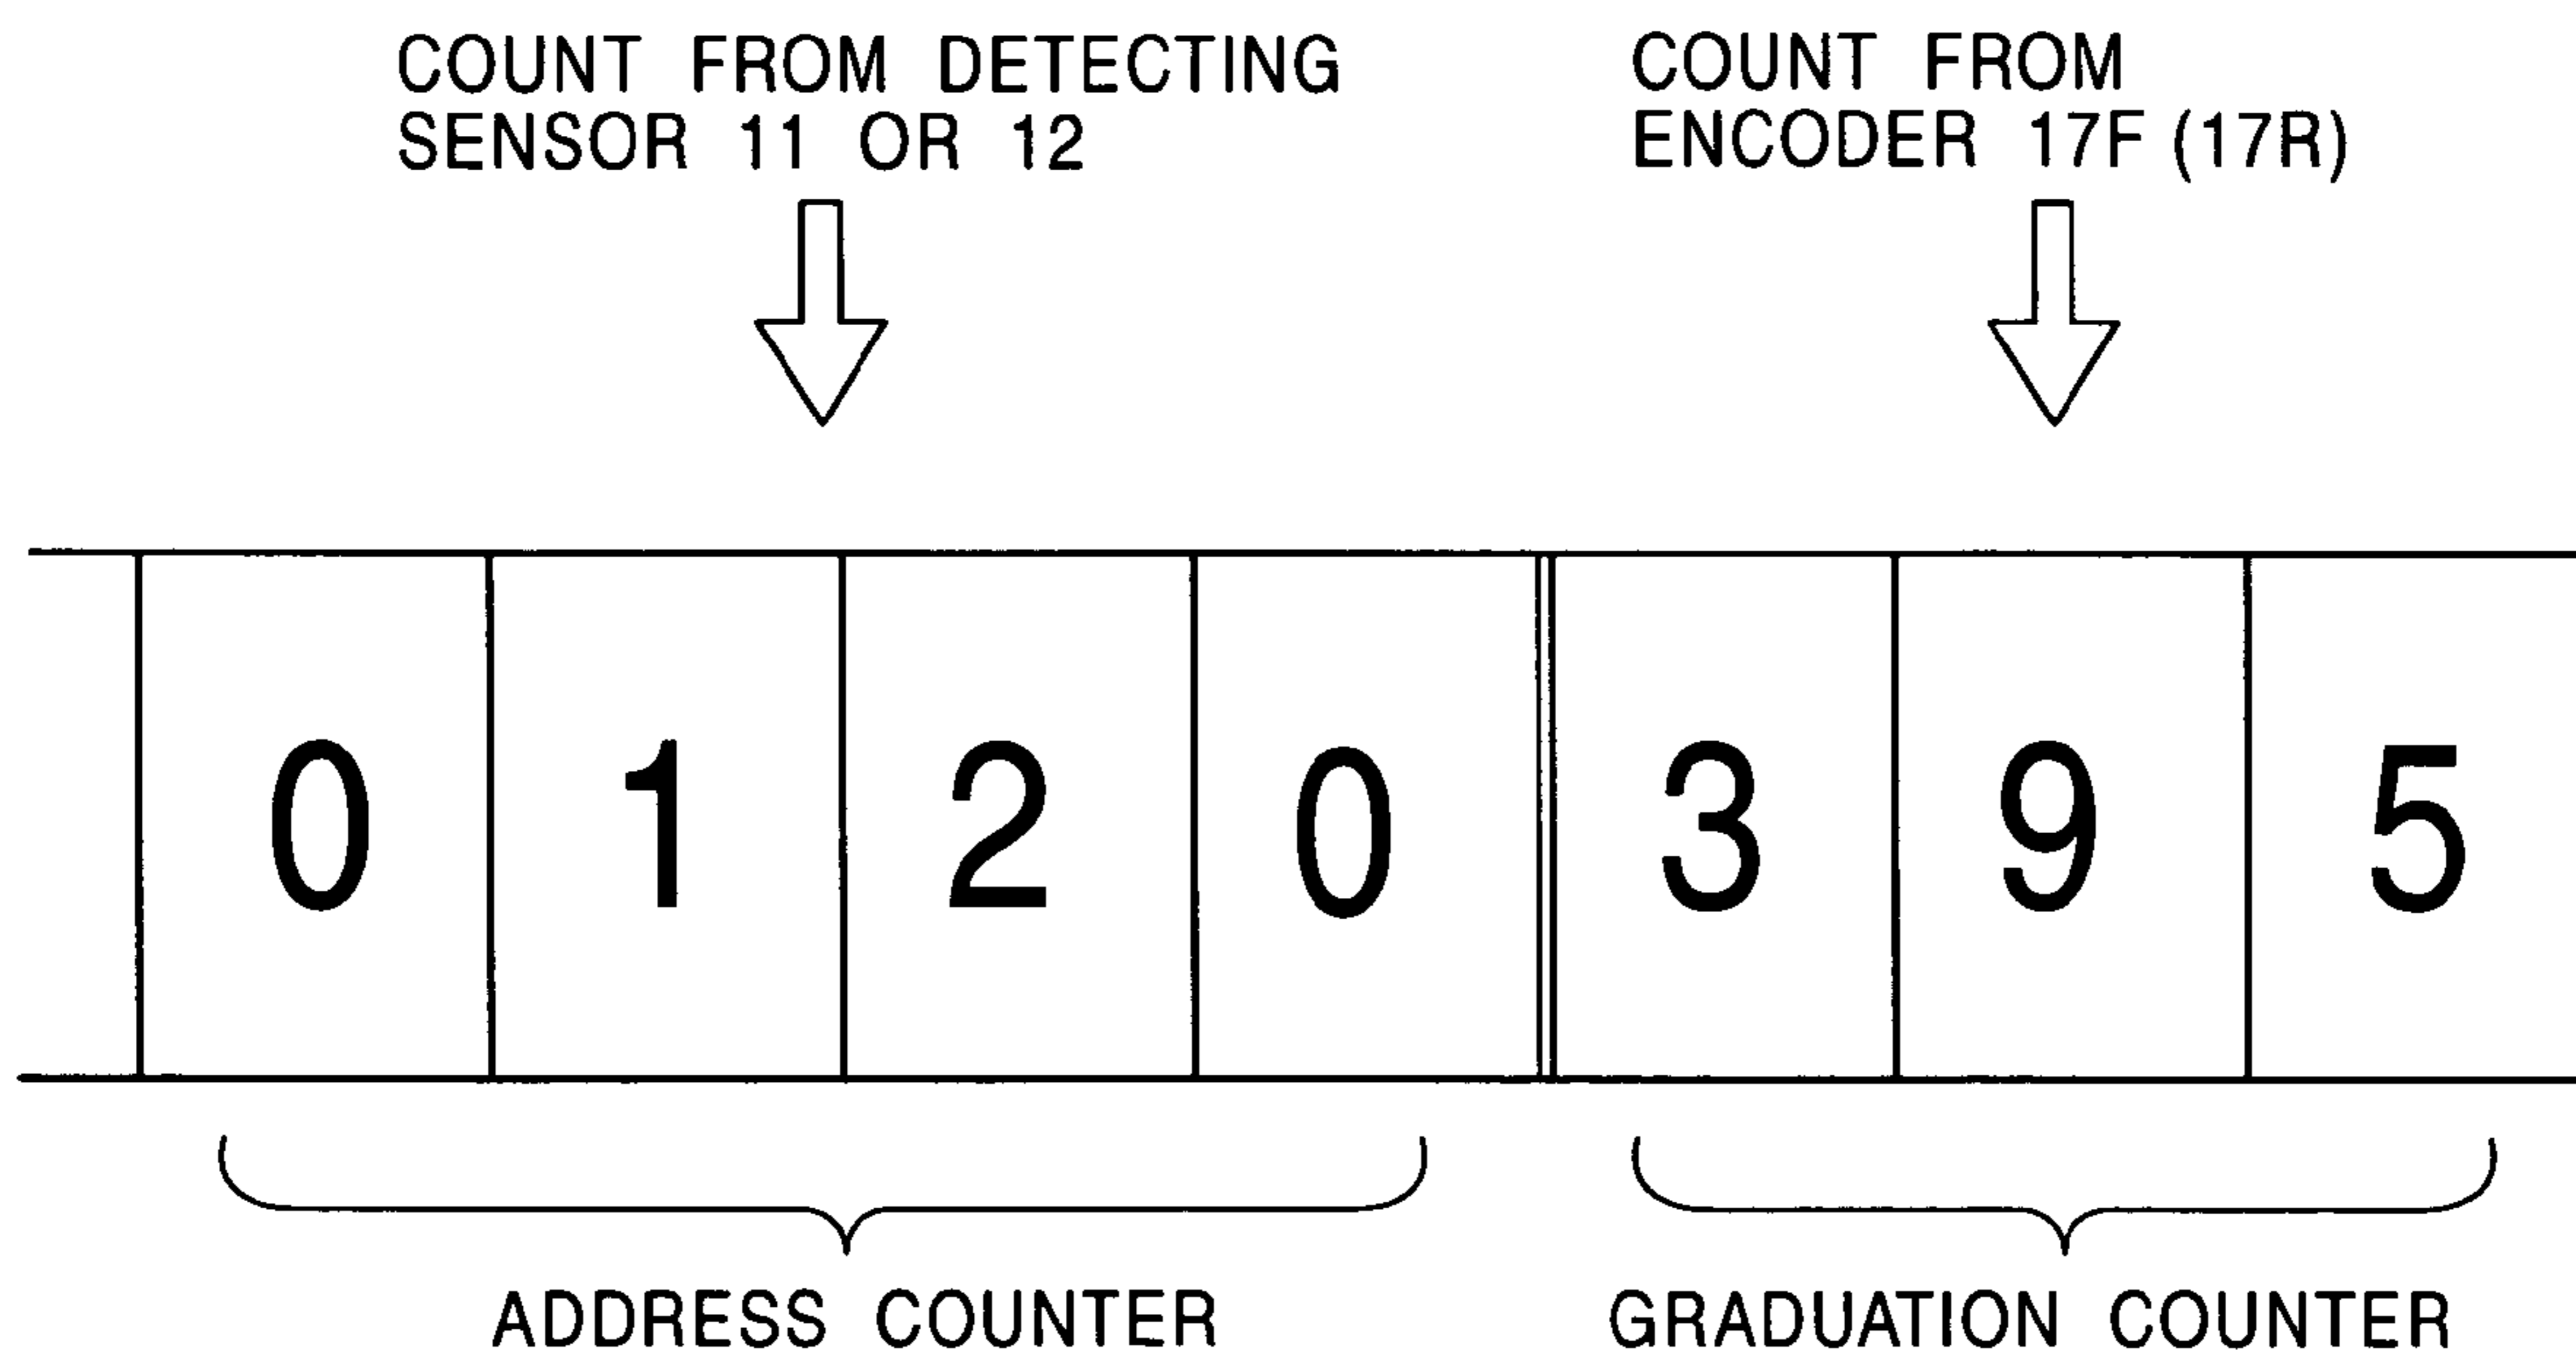 COUNT FROM DETECTING
SENSOR 11 OR 12
COUNT FROM
ENCODER 17F (17R)
0 1 2 0 3 9 5
ADDRESS COUNTER
GRADUATION COUNTER